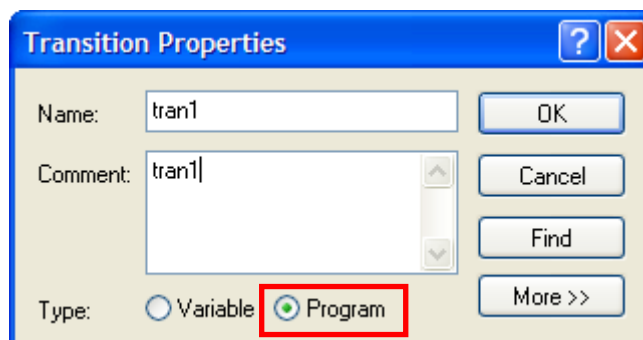 Transition Properties
Name: tran1 OK
Comment: tran1 Cancel
Find
Type: Variable Program More >>